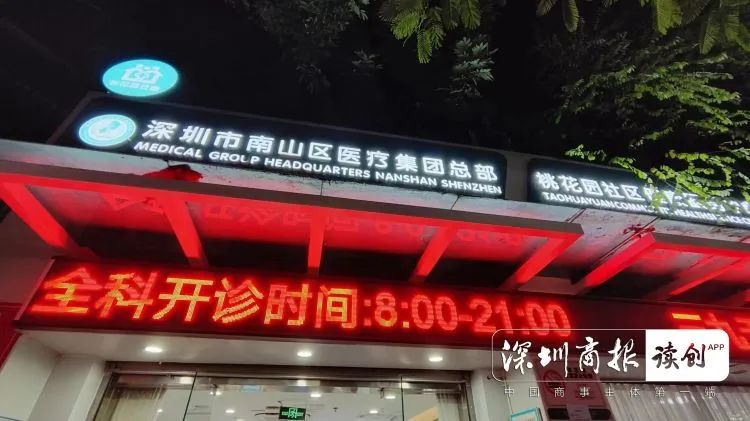 深圳市南山区医疗集团总部
MEDICAL GROUP HEADQUARTERS NANSHAN SHENZHEN
桃花园社区
TAOHUAYUAN
全科开诊时间:8:00-21:00
深圳商报
读创
APP
中国商事主体第一端